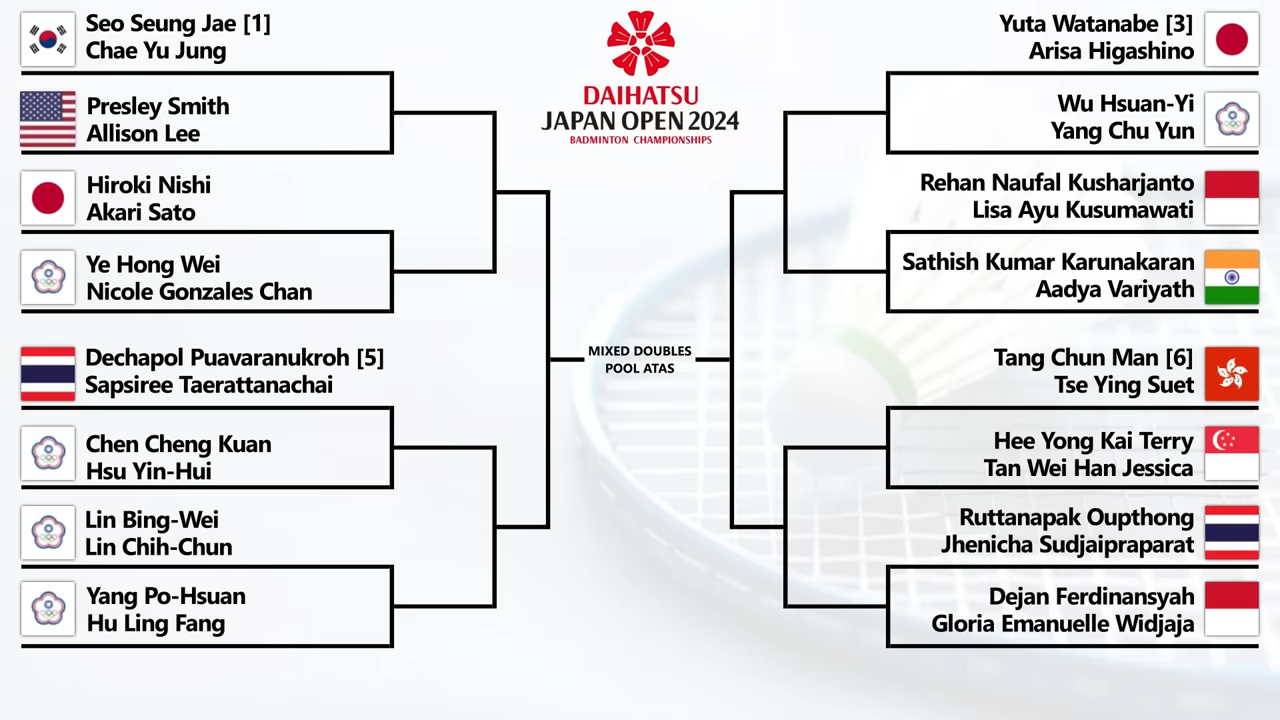 Seo Seung Jae [1]
Chae Yu Jung
Presley Smith
Allison Lee
Hiroki Nishi
Akari Sato
Ye Hong Wei
Nicole Gonzales Chan
Dechapol Puavaranukroh [5]
Sapsiree Taerattanachai
Chen Cheng Kuan
Hsu Yin-Hui
Lin Bing-Wei
Lin Chih-Chun
Yang Po-Hsuan
Hu Ling Fang
DAIHATSU
JAPAN OPEN 2024
BADMINTON CHAMPIONSHIPS
MIXED DOUBLES
POOL ATAS
Yuta Watanabe [3]
Arisa Higashino
Wu Hsuan-Yi
Yang Chu Yun
Rehan Naufal Kusharjanto
Lisa Ayu Kusumawati
Sathish Kumar Karunakaran
Aadya Variyath
Tang Chun Man [6]
Tse Ying Suet
Hee Yong Kai Terry
Tan Wei Han Jessica
Ruttanapak Oupthong
Jhenicha Sudjaipraparat
Dejan Ferdinansyah
Gloria Emanuelle Widjaja